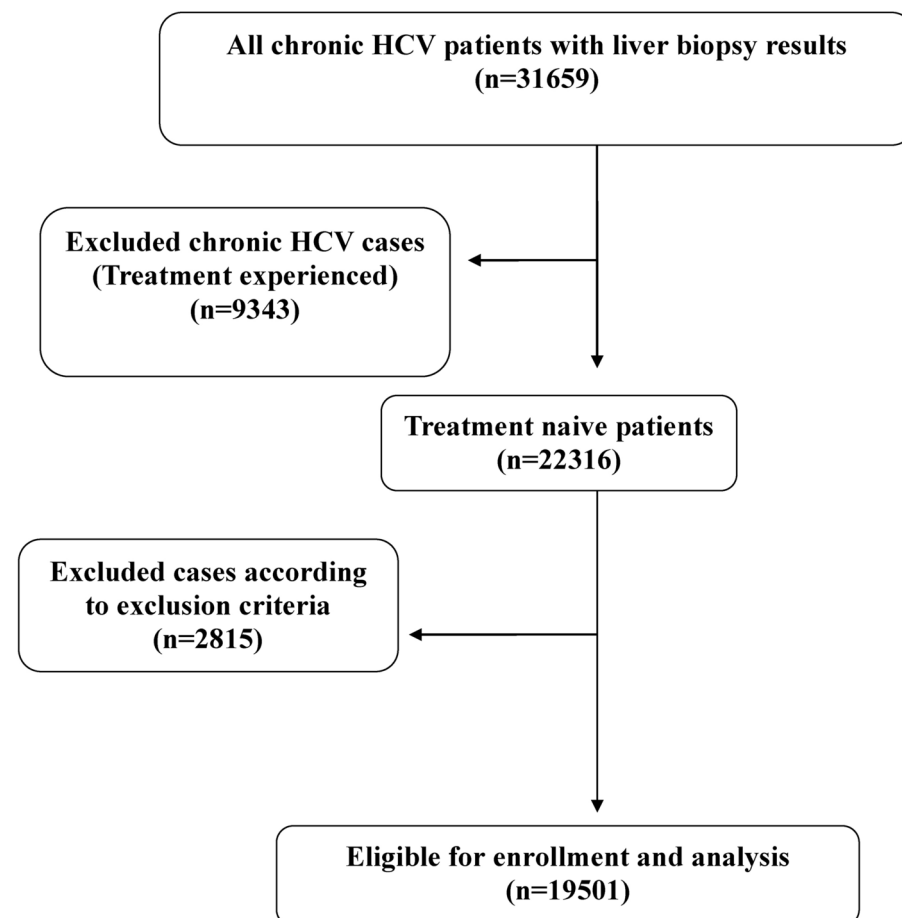 All chronic HCV patients with liver biopsy results
(n=31659)
Excluded chronic HCV cases
(Treatment experienced)
(n=9343)
Treatment naive patients
(n=22316)
Excluded cases according
to exclusion criteria
(n=2815)
Eligible for enrollment and analysis
(n=19501)